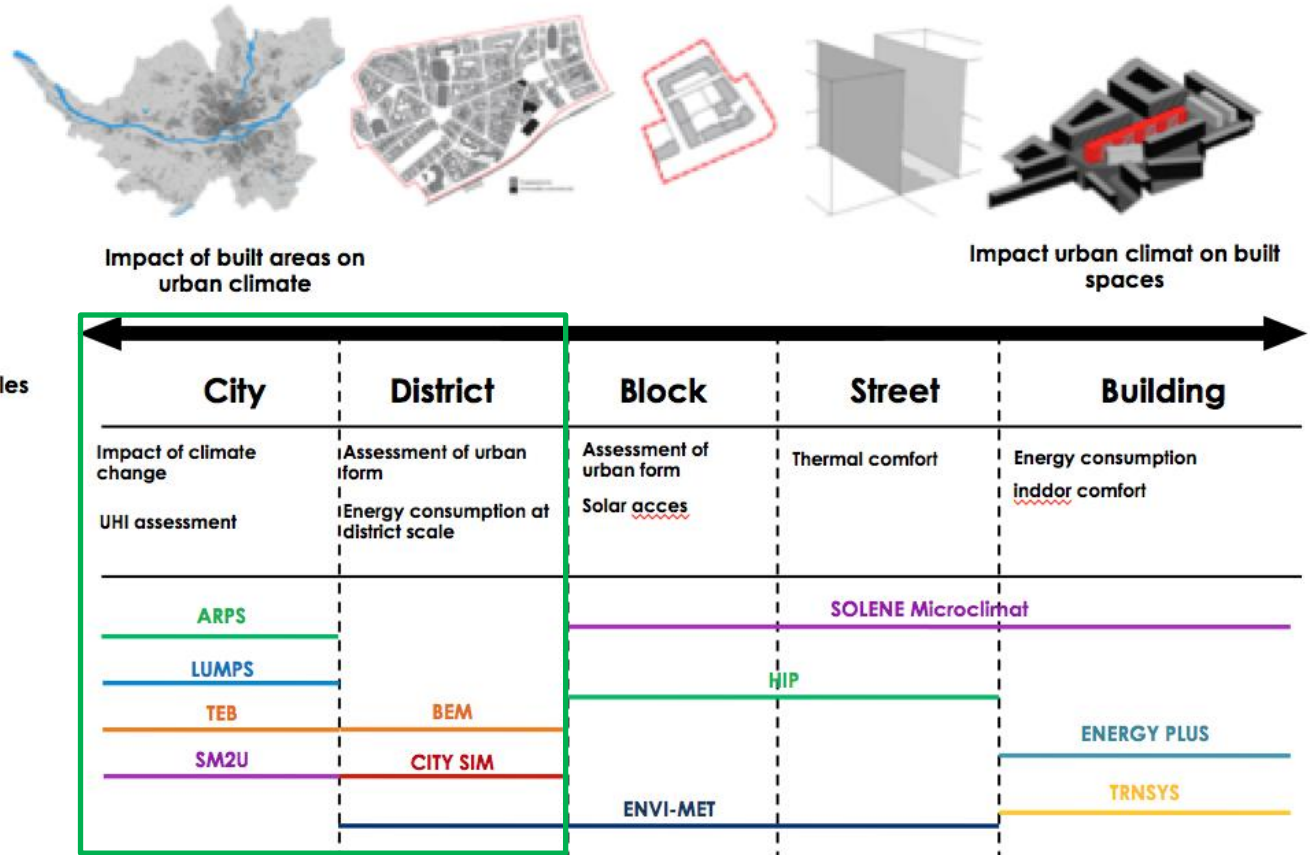 Impact of built areas on
urban climate
Impact urban climat on built
spaces
les
City
District
Block
Street
Building
Impact of climate
change
UHI assessment
Assessment of urban
form
Energy consumption at
district scale
Assessment of
urban form
Solar acces
Thermal comfort
Energy consumption
inddor comfort
ARPS
SOLENE Microclimat
LUMPS
HIP
TEB
BEM
ENERGY PLUS
SM2U
CITY SIM
TRNSYS
ENVI-MET